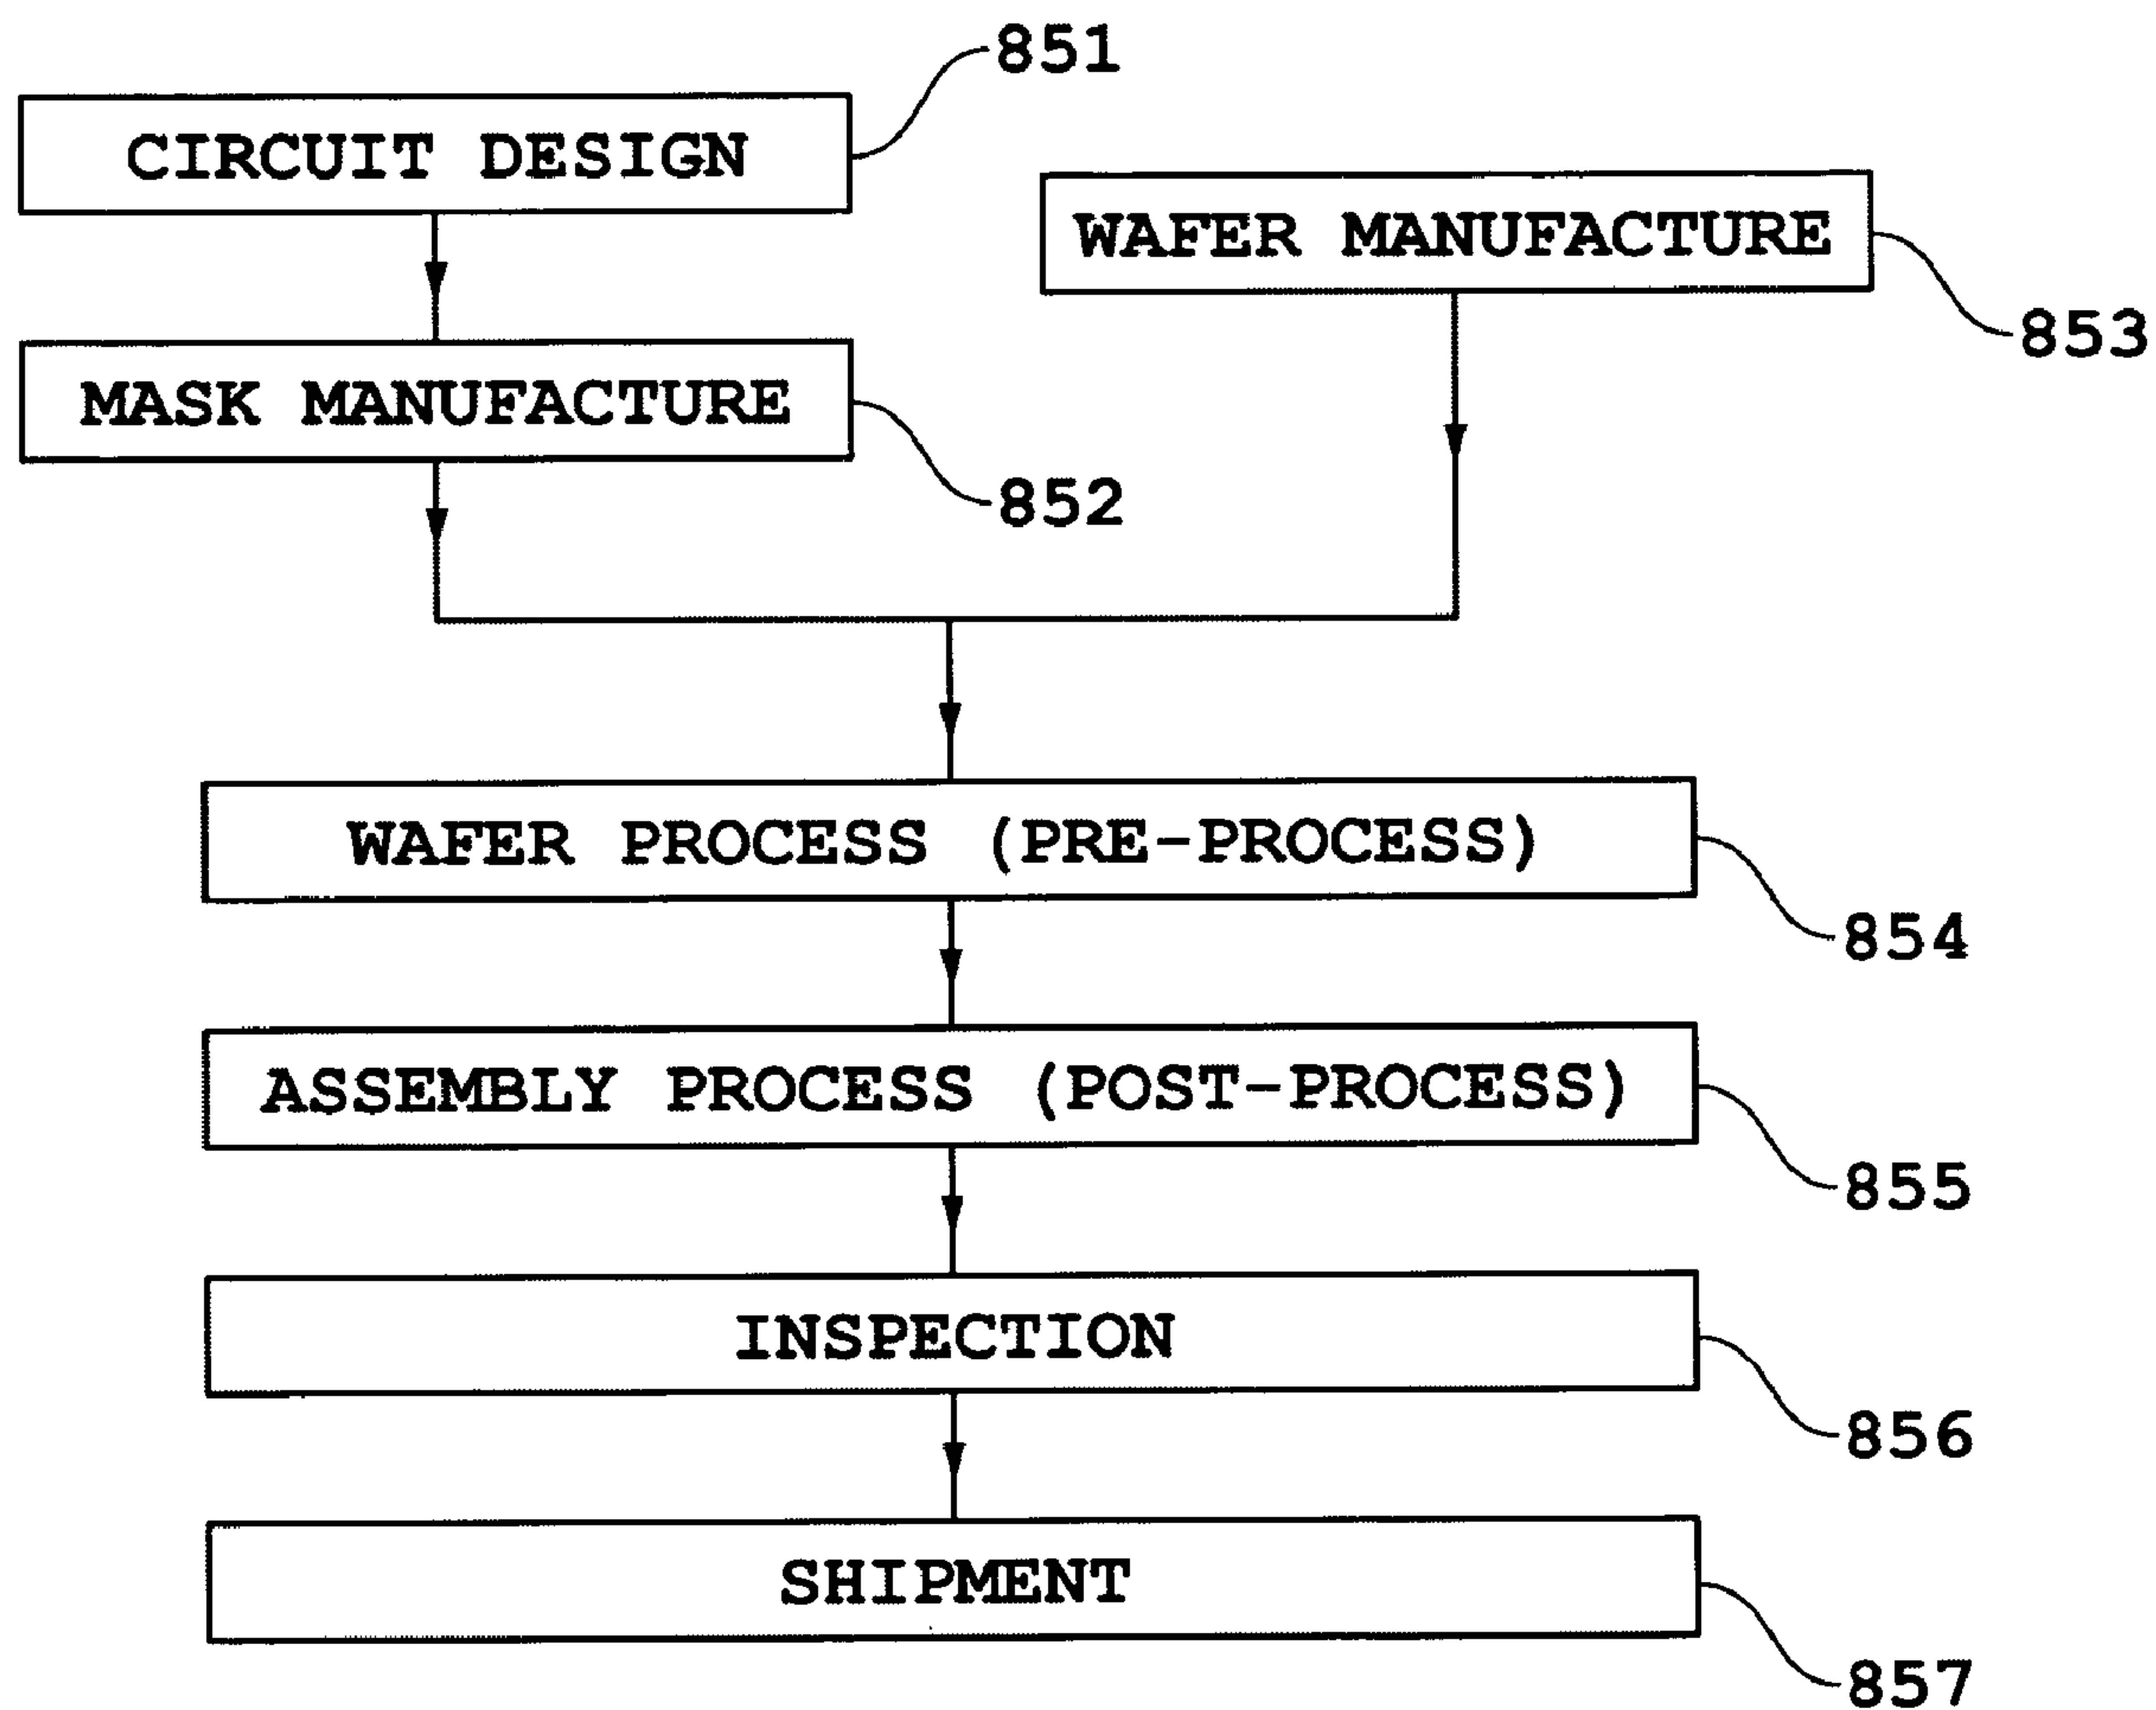 851
CIRCUIT DESIGN
WAFER MANUFACTURE
853
MASK MANUFACTURE
852
WAFER PROCESS (PRE-PROCESS)
854
ASSEMBLY PROCESS (POST-PROCESS)
855
INSPECTION
856
SHIPMENT
857